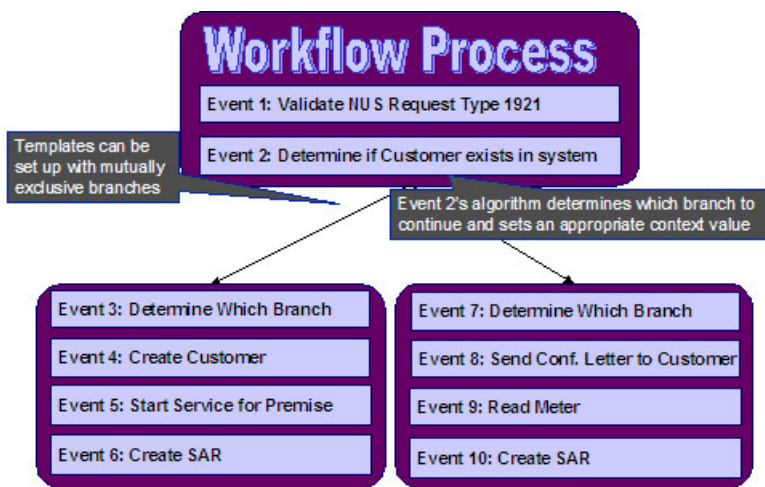 Workflow Process
Event 1: Validate NUS Request Type 1921
Event 2: Determine if Customer exists in system
Templates can be
set up with mutually
exclusive branches
Event 2's algorithm determines which branch to
continue and sets an appropriate context value
Event 3: Determine Which Branch
Event 4: Create Customer
Event 5: Start Service for Premise
Event 6: Create SAR
Event 7: Determine Which Branch
Event 8: Send Conf. Letter to Customer
Event 9: Read Meter
Event 10: Create SAR